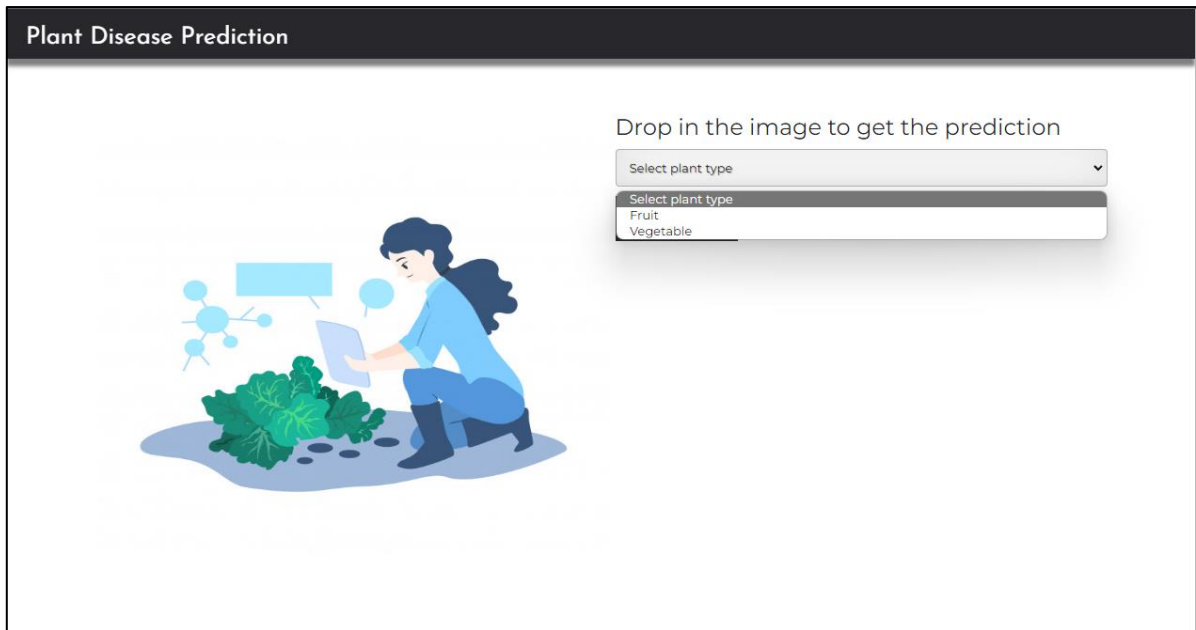 Plant Disease Prediction
Drop in the image to get the prediction
Select plant type
Select plant type
Fruit
Vegetable